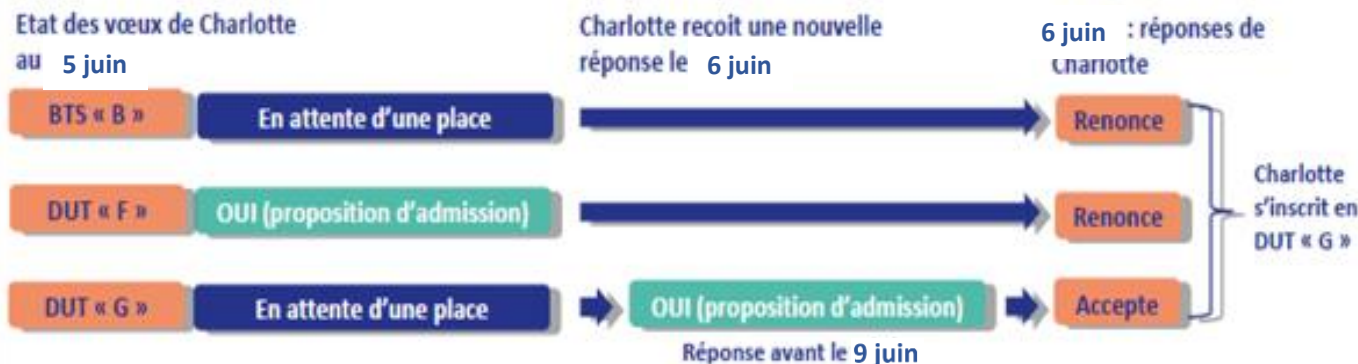 Etat des vœux de Charlotte
au 5 juin
Charlotte reçoit une nouvelle
réponse le 6 juin
6 juin : réponses de
Charlotte
BTS « B »
En attente d'une place
Renonce
DUT « F »
OUI (proposition d'admission)
Renonce
DUT « G »
En attente d'une place
OUI (proposition d'admission)
Accepte
Réponse avant le 9 juin
Charlotte
s'inscrit en
DUT « G »